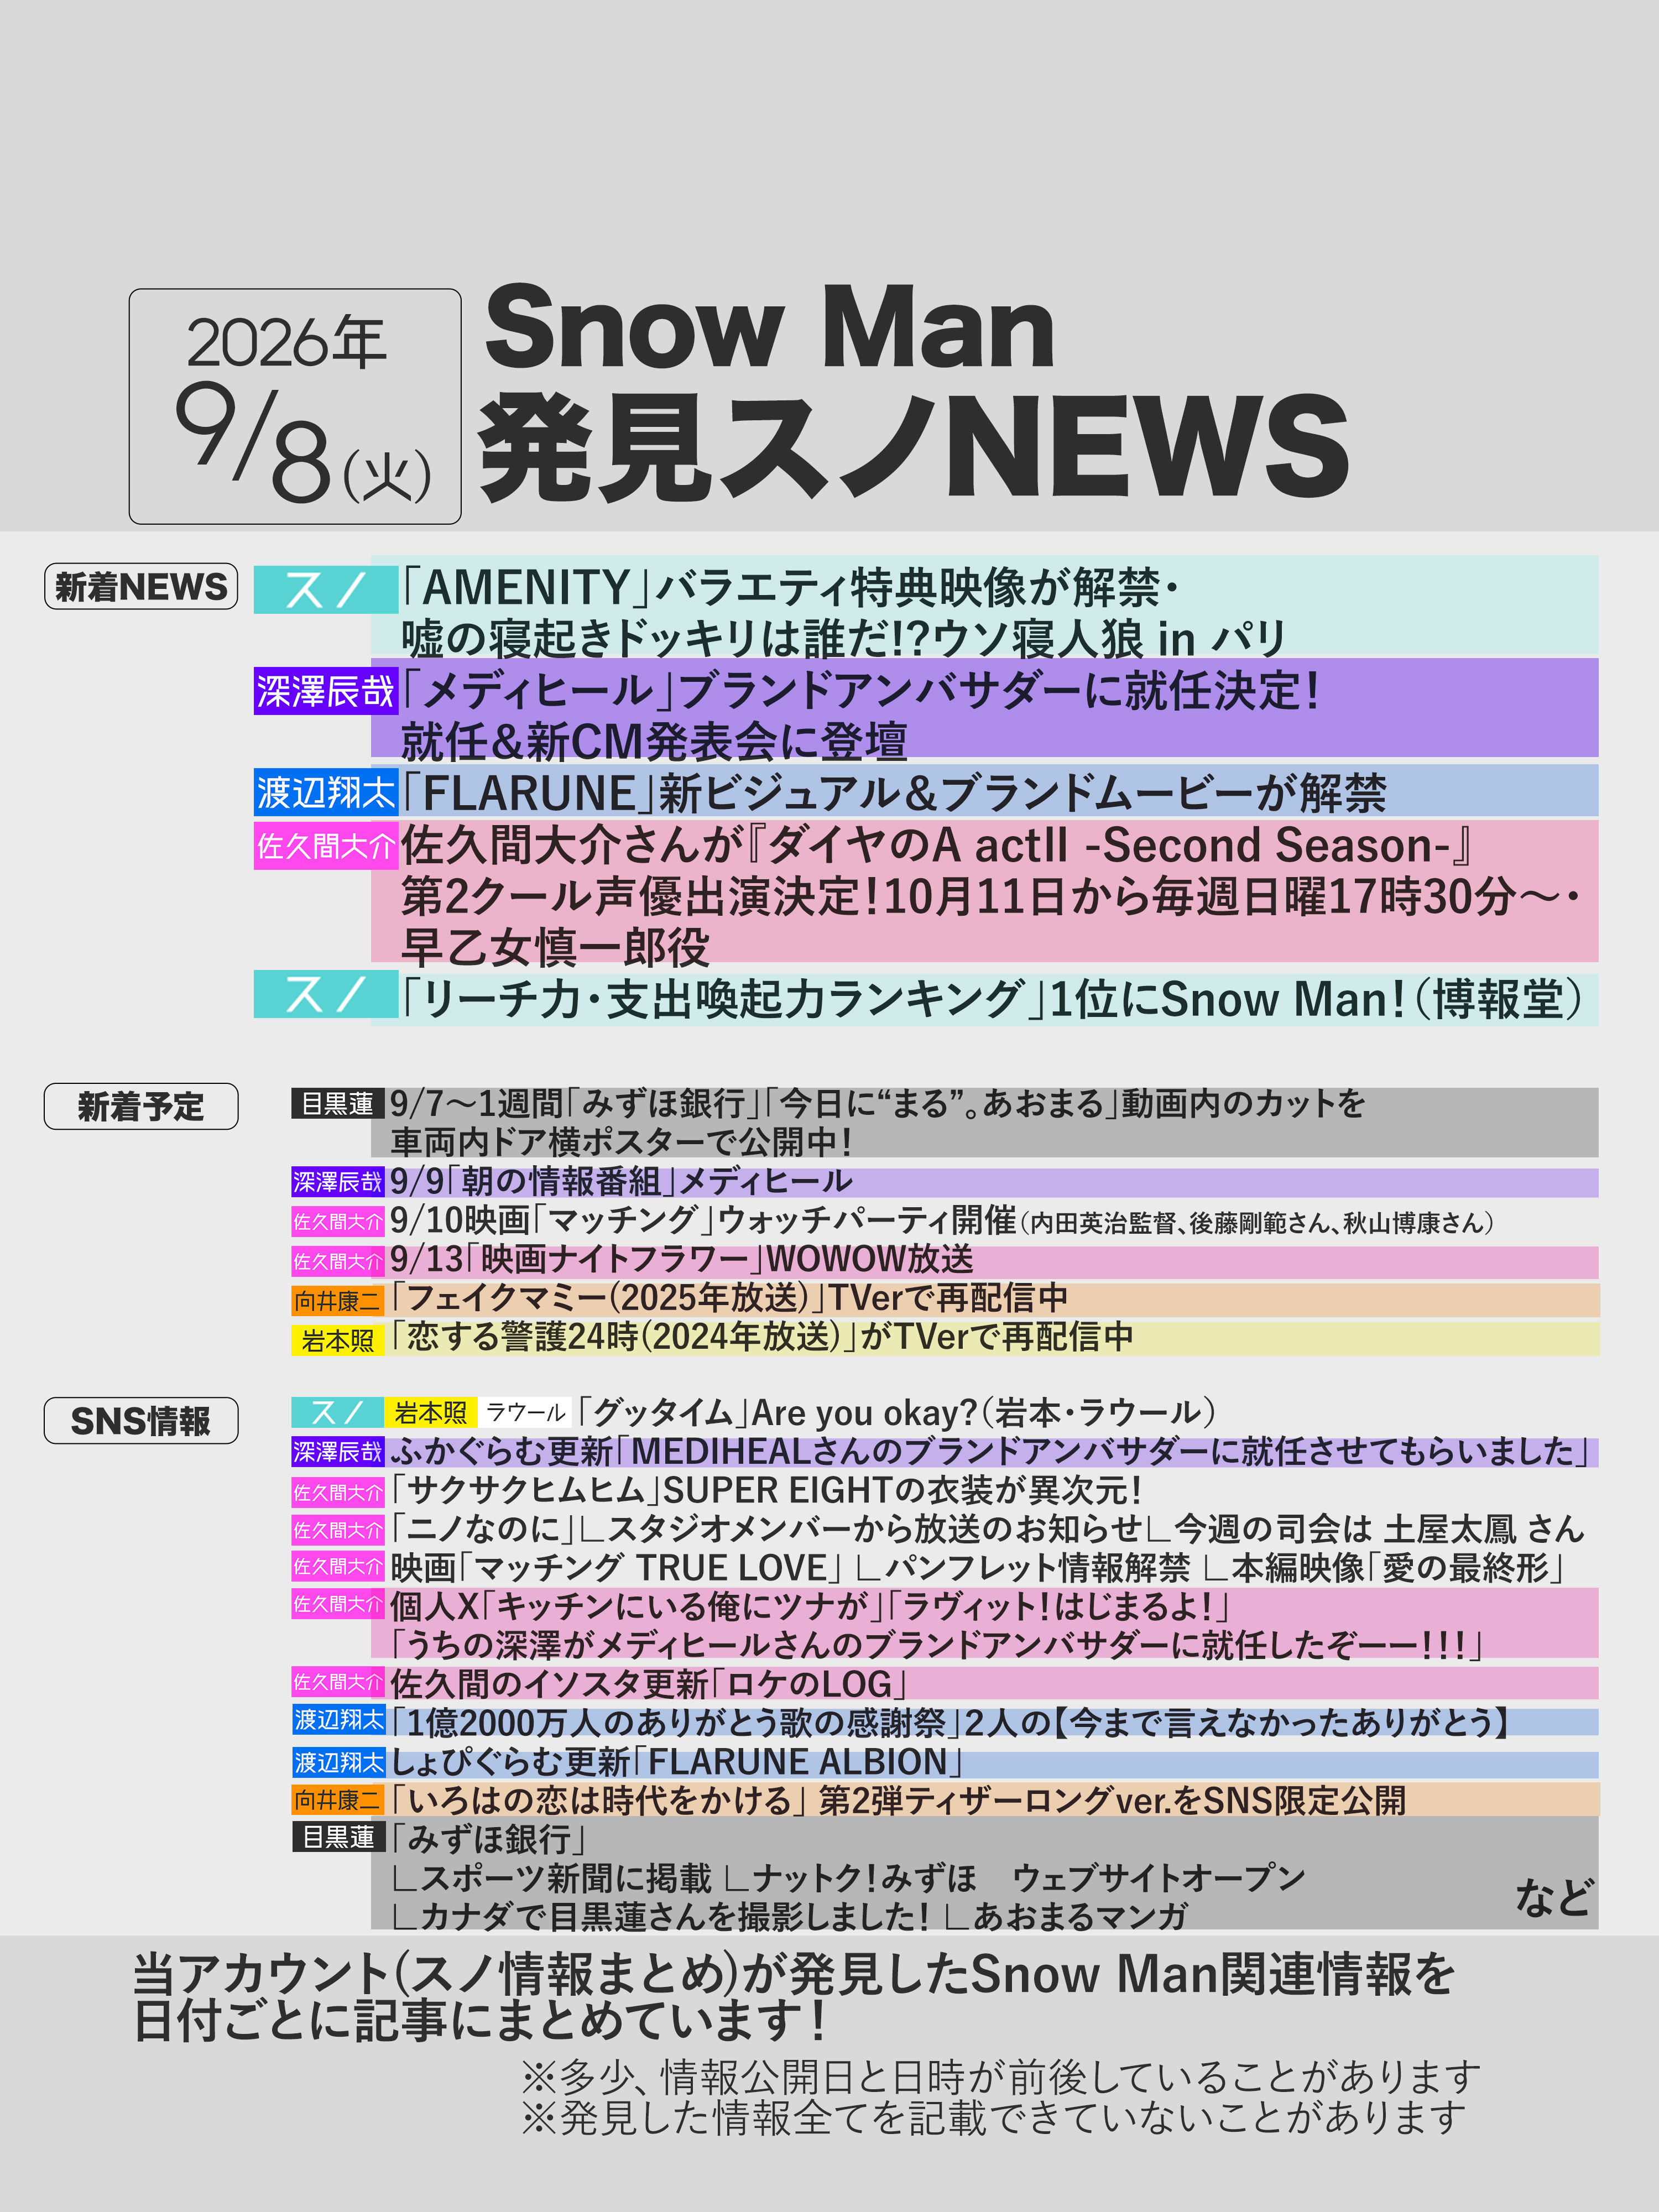 2026年
9/8(火)
Snow Man
発見スノNEWS
新着NEWS
スノ 「AMENITY」バラエティ特典映像が解禁・
嘘の寝起きドッキリは誰だ!?ウソ寝人狼 in パリ
深澤辰哉 「メディヒール」ブランドアンバサダーに就任決定!
就任&新CM発表会に登壇
渡辺翔太 「FLARUNE」新ビジュアル&ブランドムービーが解禁
佐久間大介 佐久間大介さんが『ダイヤのA actII -Second Season-』
第2クール声優出演決定!10月11日から毎週日曜17時30分〜・
早乙女慎一郎役
スノ 「リーチ力・支出喚起力ランキング」1位にSnow Man!(博報堂)
新着予定
目黒蓮 9/7〜1週間「みずほ銀行」「今日に“まる”。あおまる」動画内のカットを
車両内ドア横ポスターで公開中!
深澤辰哉 9/9「朝の情報番組」メディヒール
佐久間大介 9/10映画「マッチング」ウォッチパーティ開催(内田英治監督、後藤剛範さん、秋山博康さん)
佐久間大介 9/13「映画ナイトフラワー」WOWOW放送
向井康二 「フェイクマミー(2025年放送)」TVerで再配信中
岩本照 「恋する警護24時(2024年放送)」がTVerで再配信中
SNS情報
スノ 岩本照 ラウール 「グッタイム」Are you okay?(岩本・ラウール)
深澤辰哉 ふかぐらむ更新「MEDIHEALさんのブランドアンバサダーに就任させてもらいました」
佐久間大介 「サクサクヒムヒム」SUPER EIGHTの衣装が異次元!
佐久間大介 「ニノなのに」∟スタジオメンバーから放送のお知らせ∟今週の司会は 土屋太鳳 さん
佐久間大介 映画「マッチング TRUE LOVE」 ∟パンフレット情報解禁 ∟本編映像「愛の最終形」
佐久間大介 個人X「キッチンにいる俺にツナが」「ラヴィット!はじまるよ!」
「うちの深澤がメディヒールさんのブランドアンバサダーに就任したぞーー!!!」
佐久間大介 佐久間のイソスタ更新「ロケのLOG」
渡辺翔太 「1億2000万人のありがとう歌の感謝祭」2人の【今まで言えなかったありがとう】
渡辺翔太 しょぴぐらむ更新「FLARUNE ALBION」
向井康二 「いろはの恋は時代をかける」 第2弾ティザーロングver.をSNS限定公開
目黒蓮 「みずほ銀行」
∟スポーツ新聞に掲載 ∟ナットク!みずほ　ウェブサイトオープン
∟カナダで目黒蓮さんを撮影しました! ∟あおまるマンガ
など
当アカウント(スノ情報まとめ)が発見したSnow Man関連情報を
日付ごとに記事にまとめています!
※多少、情報公開日と日時が前後していることがあります
※発見した情報全てを記載できていないことがあります